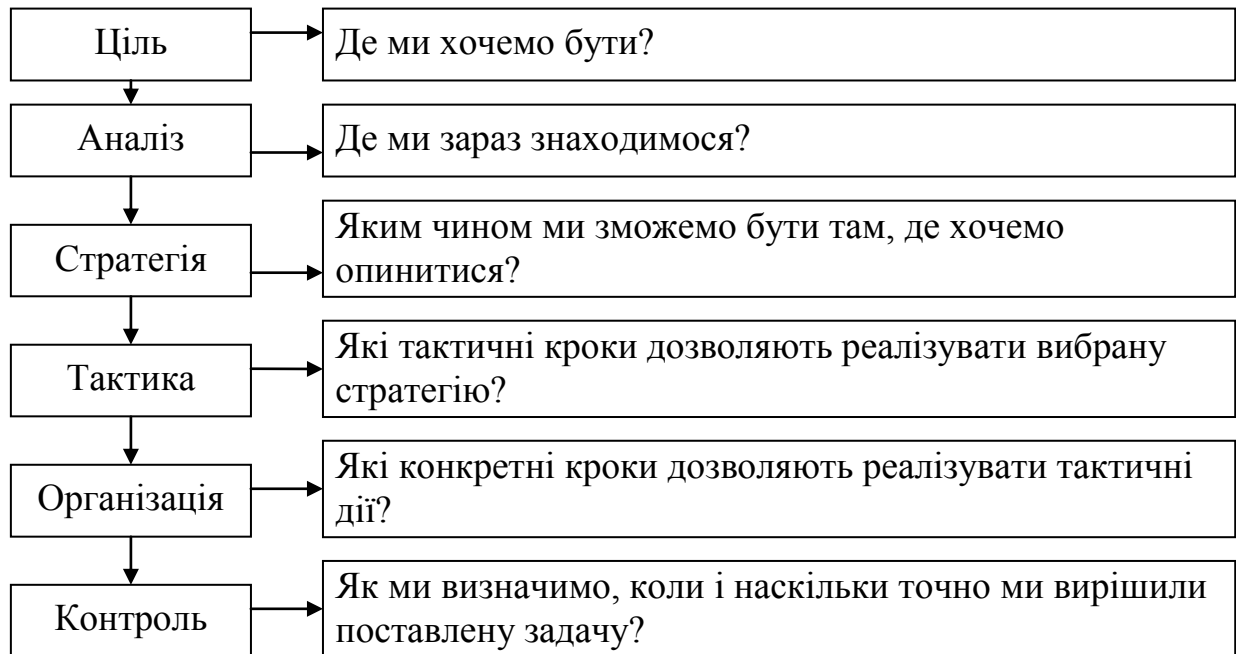 Ціль
Де ми хочемо бути?
Аналіз
Де ми зараз знаходимося?
Стратегія
Яким чином ми зможемо бути там, де хочемо
опинитися?
Тактика
Які тактичні кроки дозволяють реалізувати вибрану
стратегію?
Організація
Які конкретні кроки дозволяють реалізувати тактичні
дії?
Контроль
Як ми визначимо, коли і наскільки точно ми вирішили
поставлену задачу?